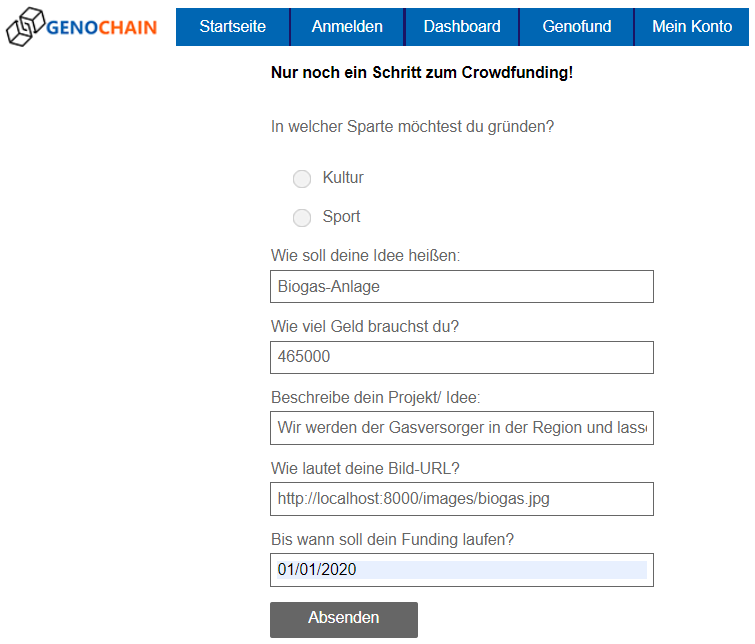 GENOCHAIN
Startseite Anmelden Dashboard Genofund Mein Konto
Nur noch ein Schritt zum Crowdfunding!
In welcher Sparte möchtest du gründen?
Kultur
Sport
Wie soll deine Idee heißen:
Biogas-Anlage
Wie viel Geld brauchst du?
465000
Beschreibe dein Projekt/ Idee:
Wir werden der Gasversorger in der Region und lass
Wie lautet deine Bild-URL?
http://localhost:8000/images/biogas.jpg
Bis wann soll dein Funding laufen?
01/01/2020
Absenden